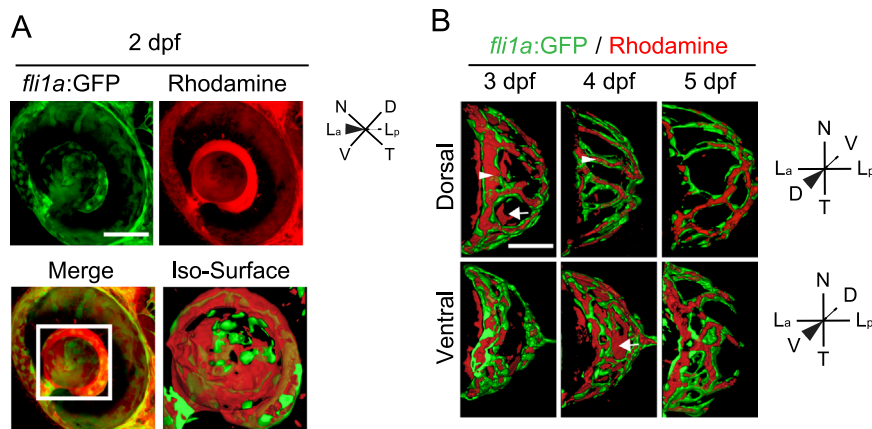 A
2 dpf
fli1a:GFP Rhodamine
N D
La Lp
V T
Merge Iso-Surface
B
fli1a:GFP / Rhodamine
3 dpf 4 dpf 5 dpf
Dorsal
N
V
La Lp
D
T
Ventral
N
D
La Lp
V
T